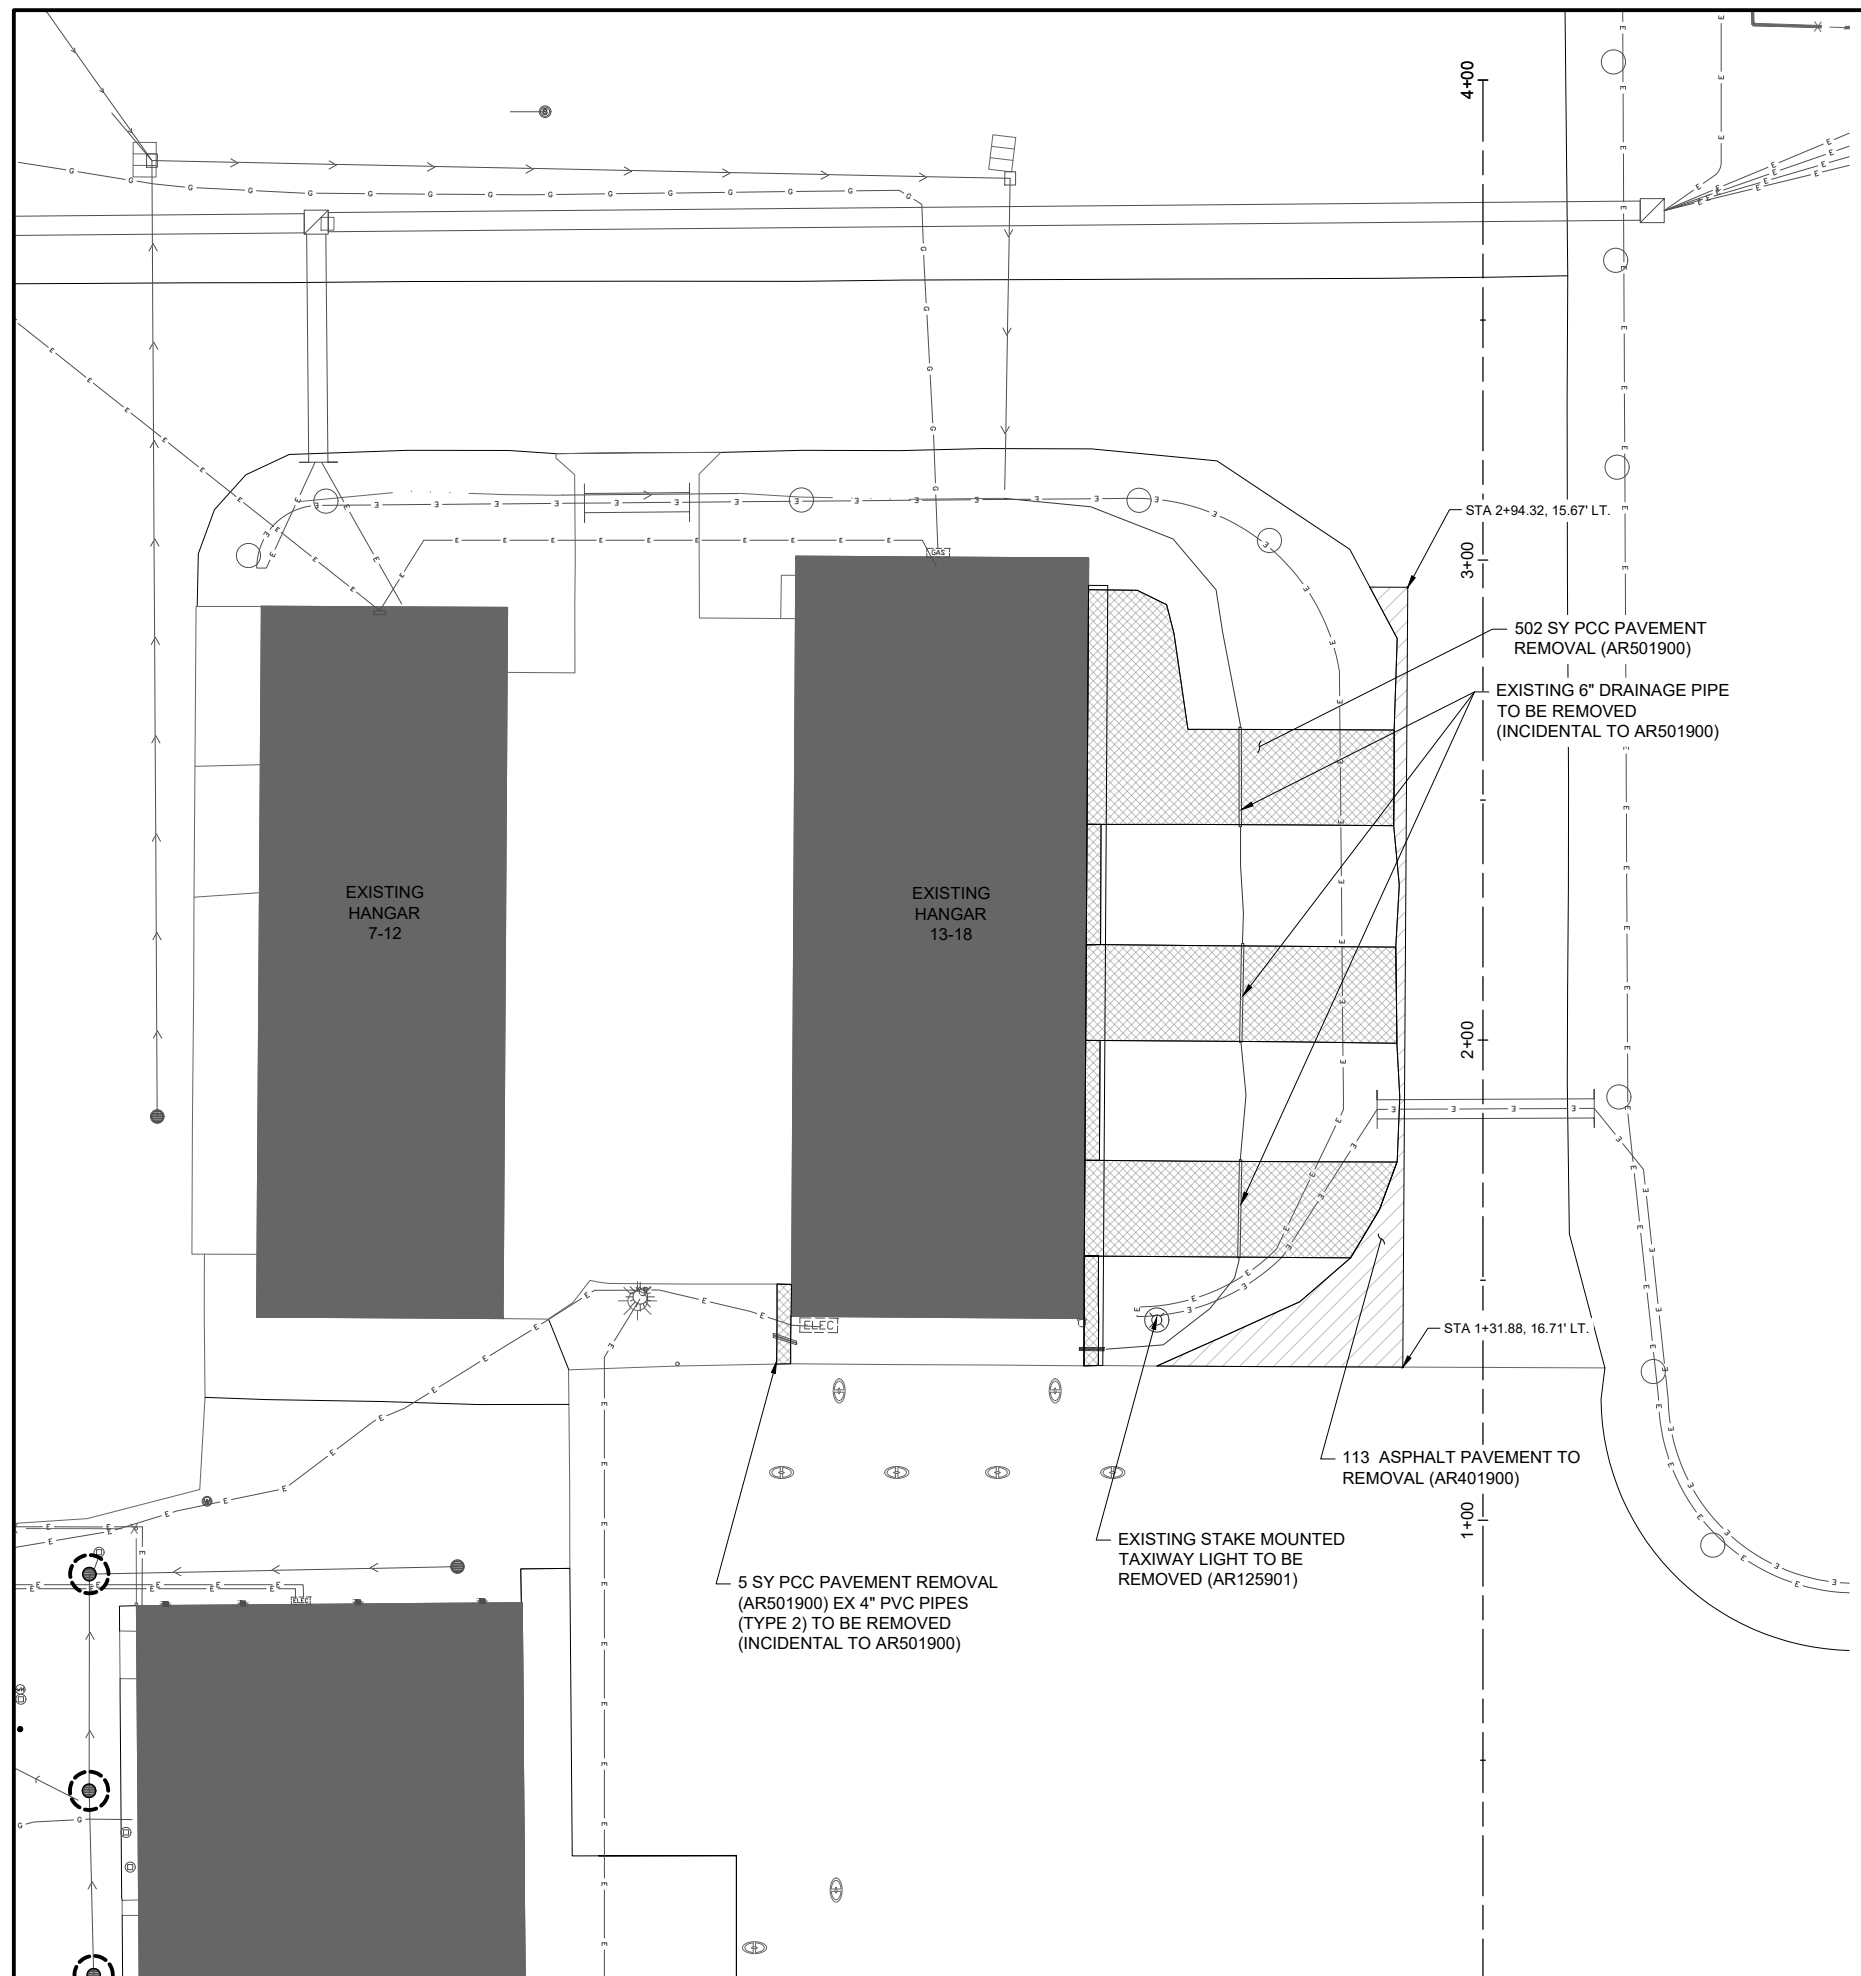 4+00
STA 2+94.32, 15.67' LT.
3+00
502 SY PCC PAVEMENT
REMOVAL (AR501900)
EXISTING 6" DRAINAGE PIPE
TO BE REMOVED
(INCIDENTAL TO AR501900)
GAS
EXISTING
HANGAR
7-12
EXISTING
HANGAR
13-18
2+00
ELEC
STA 1+31.88, 16.71' LT.
113  ASPHALT PAVEMENT TO
REMOVAL (AR401900)
1+00
EXISTING STAKE MOUNTED
TAXIWAY LIGHT TO BE
REMOVED (AR125901)
5 SY PCC PAVEMENT REMOVAL
(AR501900) EX 4" PVC PIPES
(TYPE 2) TO BE REMOVED
(INCIDENTAL TO AR501900)
ELEC